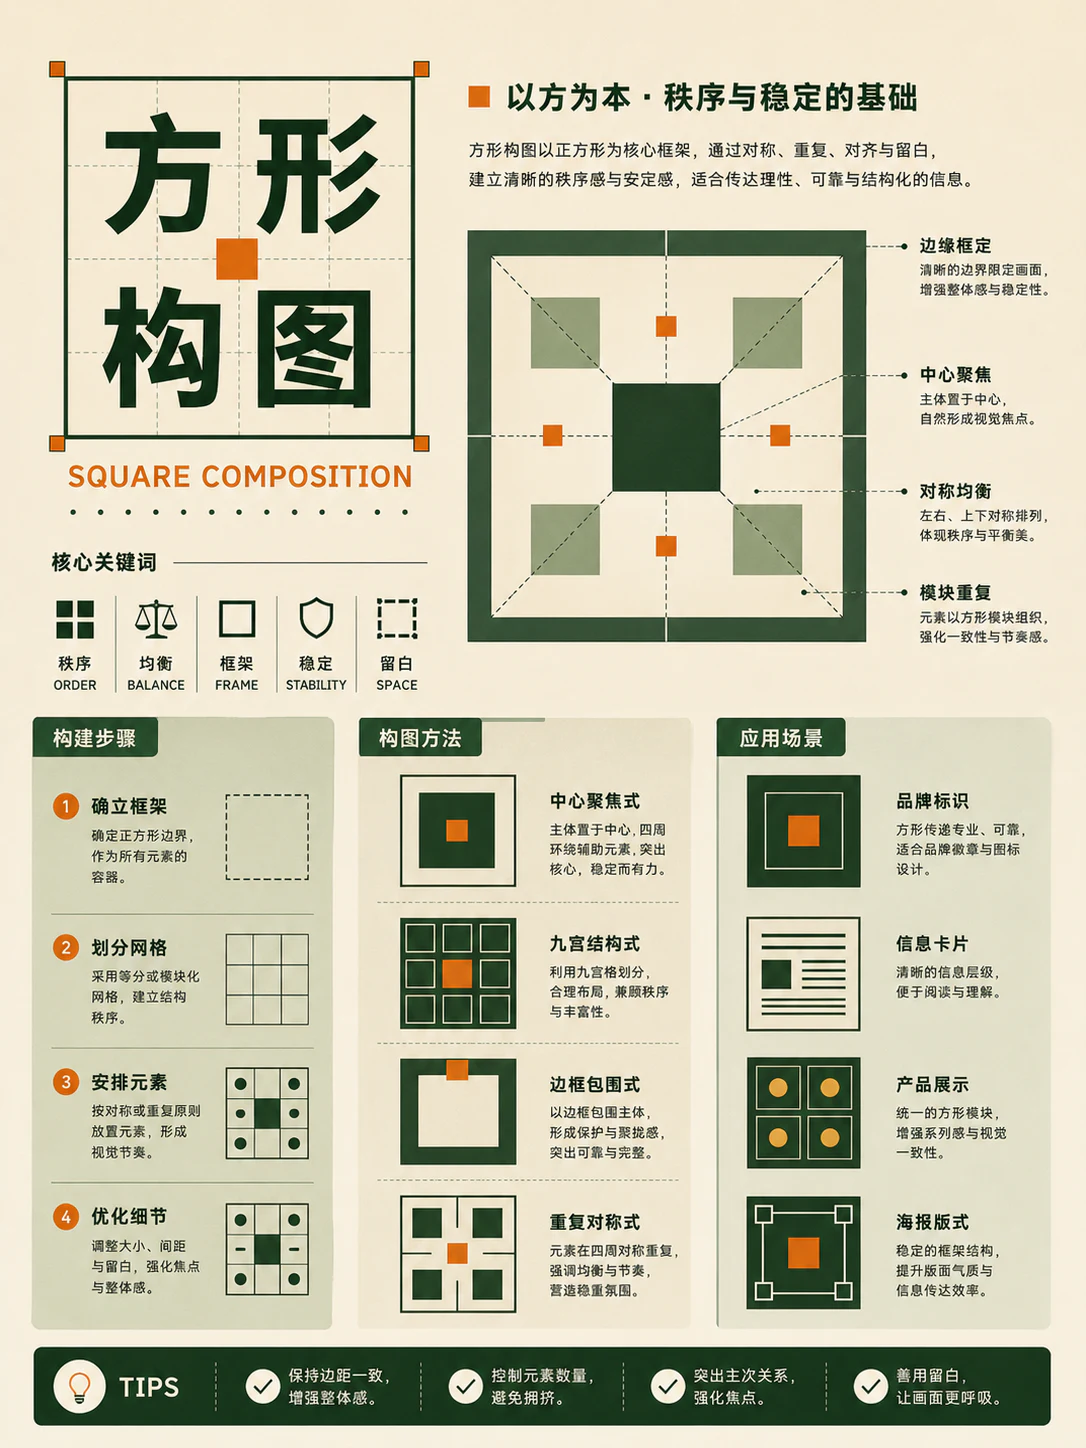 方形
构图
SQUARE COMPOSITION
以方为本·秩序与稳定的基础
方形构图以正方形为核心框架，通过对称、重复、对齐与留白，
建立清晰的秩序感与安定感，适合传达理性、可靠与结构化的信息。
边缘框定
清晰的边界限定画面，
增强整体感与稳定性。
中心聚焦
主体置于中心，
自然形成视觉焦点。
对称均衡
左右、上下对称排列，
体现秩序与平衡美。
模块重复
元素以方形模块组织，
强化一致性与节奏感。
核心关键词
秩序
ORDER
均衡
BALANCE
框架
FRAME
稳定
STABILITY
留白
SPACE
构建步骤
1 确立框架
确定正方形边界，
作为所有元素的
容器。
2 划分网格
采用等分或模块化
网格，建立结构
秩序。
3 安排元素
按对称或重复原则
放置元素，形成
视觉节奏。
4 优化细节
调整大小、间距
与留白，强化焦点
与整体感。
构图方法
中心聚焦式
主体置于中心，四周
环绕辅助元素，突出
核心，稳定而有力。
九宫结构式
利用九宫格划分，
合理布局，兼顾秩序
与丰富性。
边框包围式
以边框包围主体，
形成保护与聚拢感，
突出可靠与完整。
重复对称式
元素在四周对称重复，
强调均衡与节奏，
营造稳重氛围。
应用场景
品牌标识
方形传递专业、可靠，
适合品牌徽章与图标
设计。
信息卡片
清晰的信息层级，
便于阅读与理解。
产品展示
统一的方形模块，
增强系列感与视觉
一致性。
海报版式
稳定的框架结构，
提升版面气质与
信息传达效率。
TIPS
保持边距一致，
增强整体感。
控制元素数量，
避免拥挤。
突出主次关系，
强化焦点。
善用留白，
让画面更呼吸。